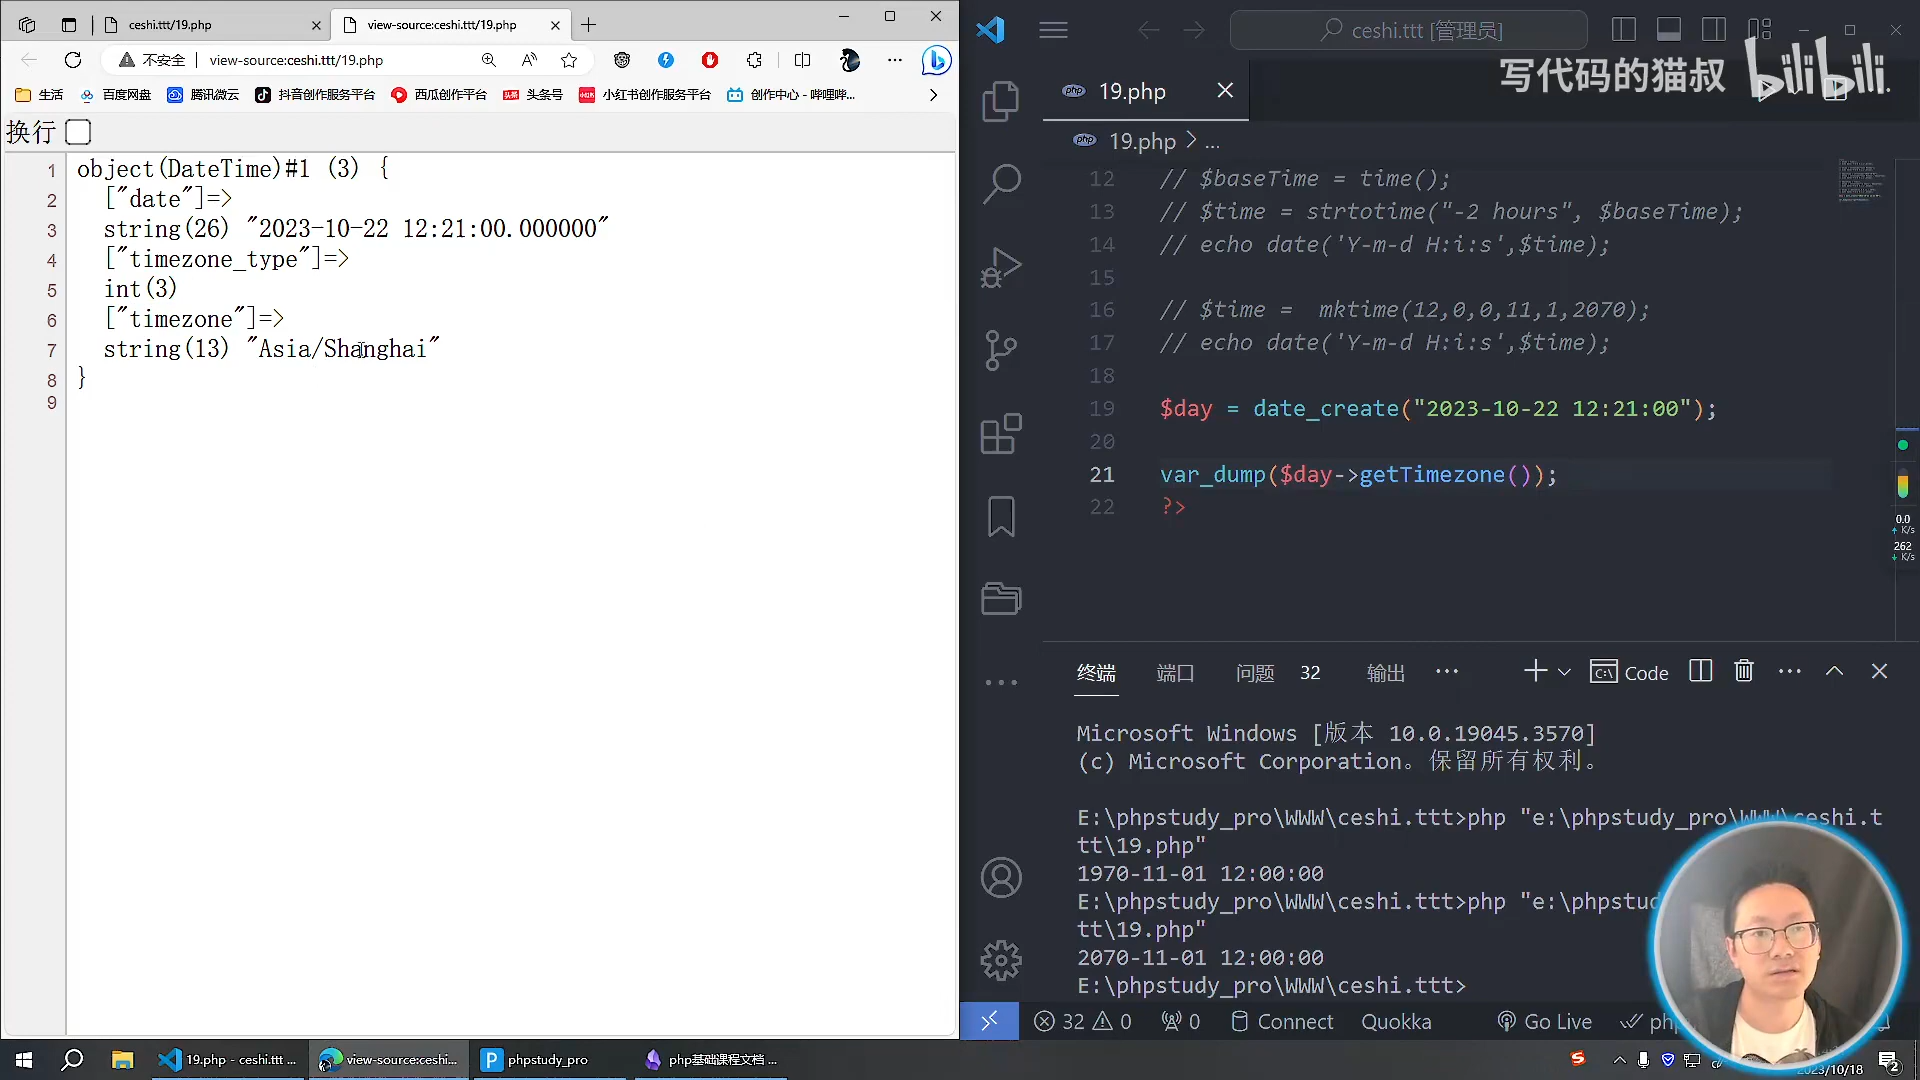 ceshi.ttt/19.php
view-source:ceshi.ttt/19.php
不安全
view-source:ceshi.ttt/19.php
生活
百度网盘
腾讯微云
抖音创作服务平台
西瓜创作平台
头条号
小红书创作服务平台
创作中心 - 哔哩哔...
换行
1 object(DateTime)#1 (3) {
2 ["date"]=>
3 string(26) "2023-10-22 12:21:00.000000"
4 ["timezone_type"]=>
5 int(3)
6 ["timezone"]=>
7 string(13) "Asia/Shanghai"
8 }
9
ceshi.ttt [管理员]
写代码的猫叔 bilibili
19.php
19.php > ...
12 // $baseTime = time();
13 // $time = strtotime("-2 hours", $baseTime);
14 // echo date('Y-m-d H:i:s',$time);
15
16 // $time =  mktime(12,0,0,11,1,2070);
17 // echo date('Y-m-d H:i:s',$time);
18
19 $day = date_create("2023-10-22 12:21:00");
20
21 var_dump($day->getTimezone());
22 ?>
0.0
K/s
262
K/s
终端 端口 问题 32 输出 ··· Code
Microsoft Windows [版本 10.0.19045.3570]
(c) Microsoft Corporation。保留所有权利。
E:\phpstudy_pro\WWW\ceshi.ttt>php "e:\phpstudy_pro\WWW\ceshi.t
tt\19.php"
1970-11-01 12:00:00
E:\phpstudy_pro\WWW\ceshi.ttt>php "e:\phpstu
tt\19.php"
2070-11-01 12:00:00
E:\phpstudy_pro\WWW\ceshi.ttt>
32 0 0 Connect Quokka Go Live php
19.php - ceshi.ttt ...
view-source:ceshi...
phpstudy_pro
php基础课程文档 ...
2023/10/18
2